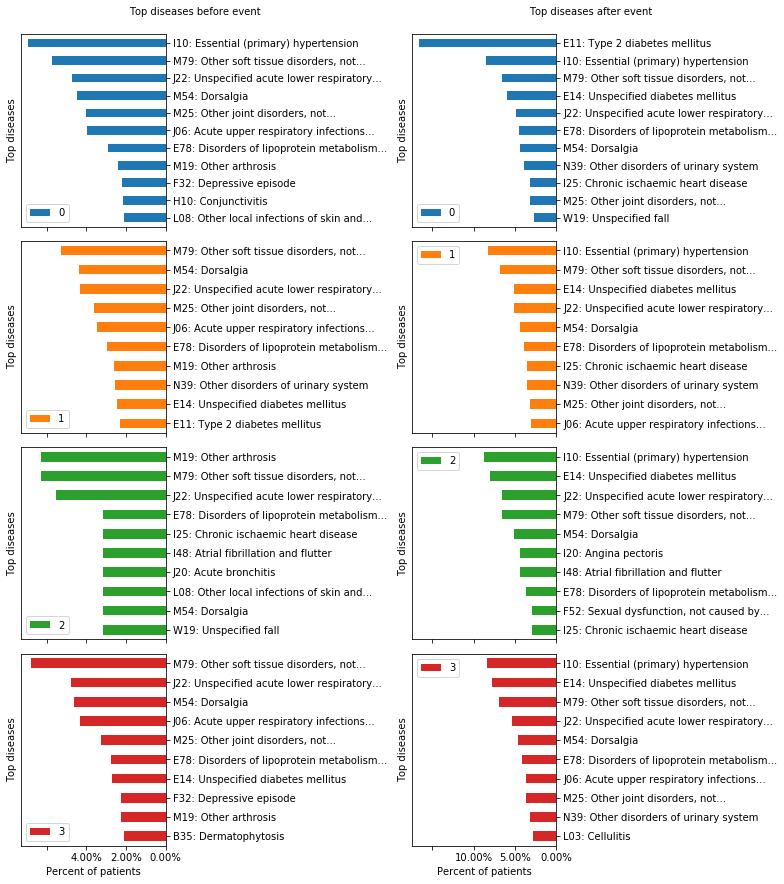 Top diseases before event
Top diseases
I10: Essential (primary) hypertension
M79: Other soft tissue disorders, not...
J22: Unspecified acute lower respiratory...
M54: Dorsalgia
M25: Other joint disorders, not...
J06: Acute upper respiratory infections...
E78: Disorders of lipoprotein metabolism...
M19: Other arthrosis
F32: Depressive episode
H10: Conjunctivitis
L08: Other local infections of skin and...
0
Top diseases
M79: Other soft tissue disorders, not...
M54: Dorsalgia
J22: Unspecified acute lower respiratory...
M25: Other joint disorders, not...
J06: Acute upper respiratory infections...
E78: Disorders of lipoprotein metabolism...
M19: Other arthrosis
N39: Other disorders of urinary system
E14: Unspecified diabetes mellitus
E11: Type 2 diabetes mellitus
1
Top diseases
M19: Other arthrosis
M79: Other soft tissue disorders, not...
J22: Unspecified acute lower respiratory...
E78: Disorders of lipoprotein metabolism...
I25: Chronic ischaemic heart disease
I48: Atrial fibrillation and flutter
J20: Acute bronchitis
L08: Other local infections of skin and...
M54: Dorsalgia
W19: Unspecified fall
2
Top diseases
M79: Other soft tissue disorders, not...
J22: Unspecified acute lower respiratory...
M54: Dorsalgia
J06: Acute upper respiratory infections...
M25: Other joint disorders, not...
E78: Disorders of lipoprotein metabolism...
E14: Unspecified diabetes mellitus
F32: Depressive episode
M19: Other arthrosis
B35: Dermatophytosis
3
4.00% 2.00% 0.00%
Percent of patients
Top diseases after event
Top diseases
E11: Type 2 diabetes mellitus
I10: Essential (primary) hypertension
M79: Other soft tissue disorders, not...
E14: Unspecified diabetes mellitus
J22: Unspecified acute lower respiratory...
E78: Disorders of lipoprotein metabolism...
M54: Dorsalgia
N39: Other disorders of urinary system
I25: Chronic ischaemic heart disease
M25: Other joint disorders, not...
W19: Unspecified fall
0
Top diseases
1
I10: Essential (primary) hypertension
M79: Other soft tissue disorders, not...
E14: Unspecified diabetes mellitus
J22: Unspecified acute lower respiratory...
M54: Dorsalgia
E78: Disorders of lipoprotein metabolism...
I25: Chronic ischaemic heart disease
N39: Other disorders of urinary system
M25: Other joint disorders, not...
J06: Acute upper respiratory infections...
Top diseases
2
I10: Essential (primary) hypertension
E14: Unspecified diabetes mellitus
J22: Unspecified acute lower respiratory...
M79: Other soft tissue disorders, not...
M54: Dorsalgia
I20: Angina pectoris
I48: Atrial fibrillation and flutter
E78: Disorders of lipoprotein metabolism...
F52: Sexual dysfunction, not caused by...
I25: Chronic ischaemic heart disease
Top diseases
3
I10: Essential (primary) hypertension
E14: Unspecified diabetes mellitus
M79: Other soft tissue disorders, not...
J22: Unspecified acute lower respiratory...
M54: Dorsalgia
E78: Disorders of lipoprotein metabolism...
J06: Acute upper respiratory infections...
M25: Other joint disorders, not...
N39: Other disorders of urinary system
L03: Cellulitis
10.00% 5.00% 0.00%
Percent of patients